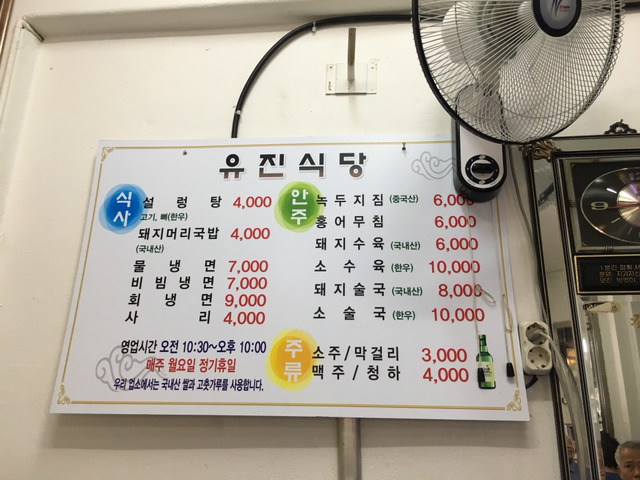 유진식당
식사
설렁탕 4,000
고기, 뼈(한우)
돼지머리국밥 4,000
(국내산)
물냉면 7,000
비빔냉면 7,000
회냉면 9,000
사리 4,000
영업시간 오전 10:30~오후 10:00
매주 월요일 정기휴일
우리 업소에서는 국내산 쌀과 고춧가루를 사용합니다.
안주
녹두지짐 (중국산) 6,000
홍어무침 6,000
돼지수육 (국내산) 6,000
소수육 (한우) 10,000
돼지술국 (국내산) 8,000
소술국 (한우) 10,000
주류
소주/막걸리 3,000
맥주/청하 4,000